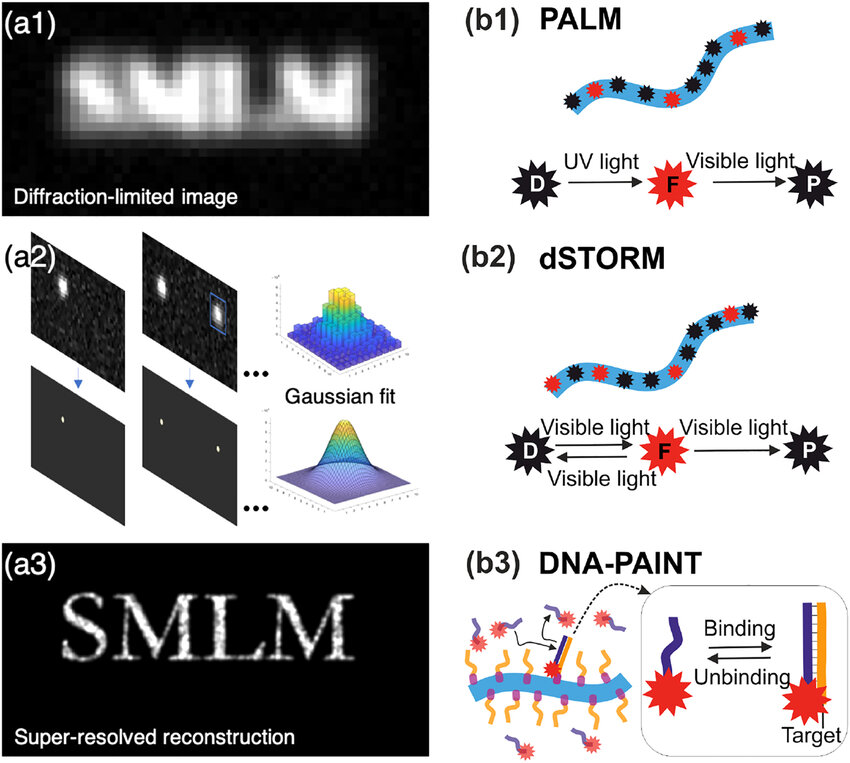 (a1)
SMLM
Diffraction-limited image
(b1) PALM
D
UV light
F
Visible light
P
(a2)
Gaussian fit
(b2) dSTORM
Visible light
Visible light
D
F
P
Visible light
(a3)
SMLM
Super-resolved reconstruction
(b3) DNA-PAINT
Binding
Unbinding
Target